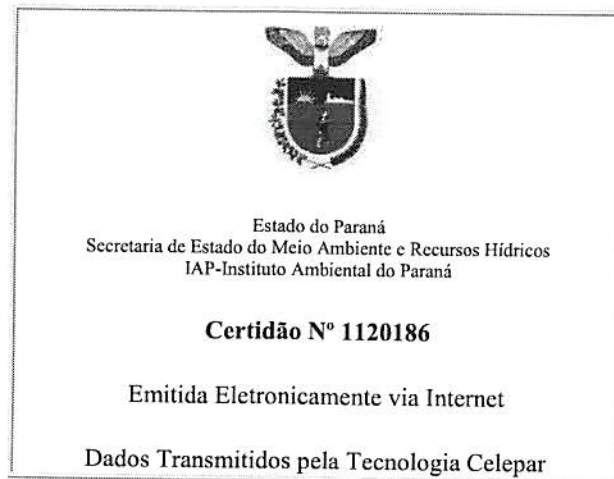 Estado do Paraná
Secretaria de Estado do Meio Ambiente e Recursos Hídricos
IAP-Instituto Ambiental do Paraná
Certidão Nº 1120186
Emitida Eletronicamente via Internet
Dados Transmitidos pela Tecnologia Celepar